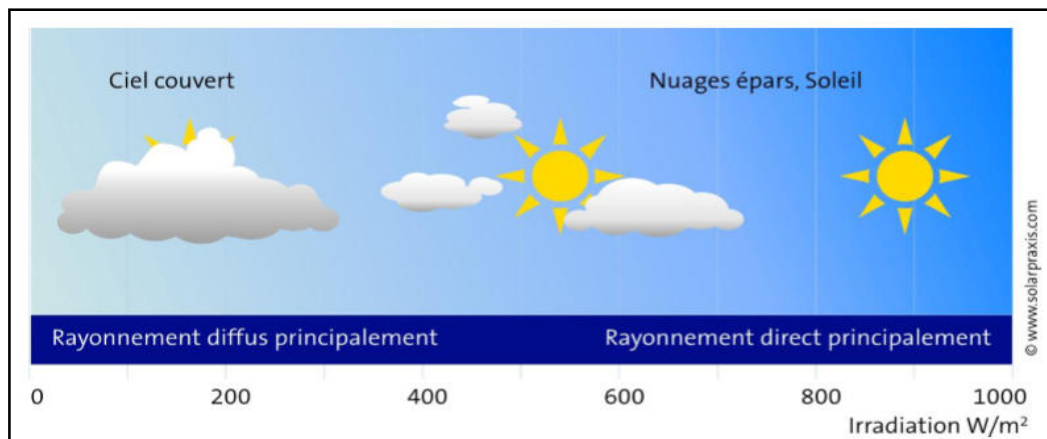 Ciel couvert
Nuages épars, Soleil
Rayonnement diffus principalement
Rayonnement direct principalement
0 200 400 600 800 1000
Irradiation W/m²
© www.solarpraxis.com